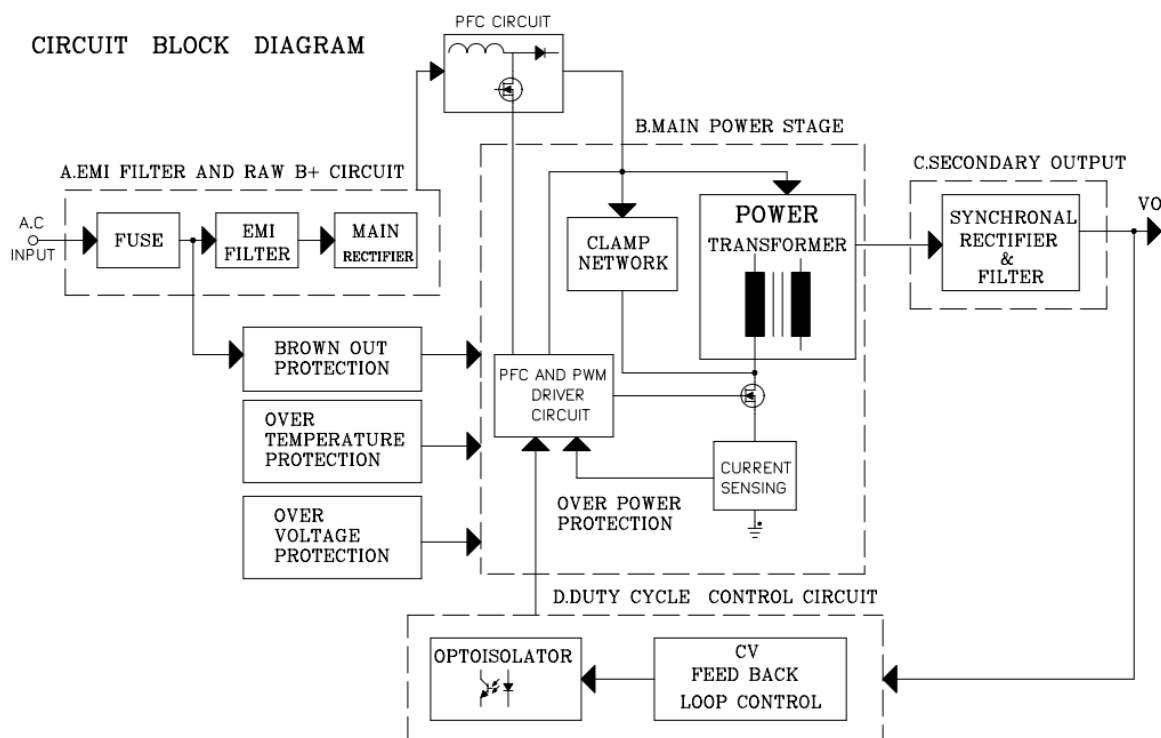 PFC CIRCUIT
CIRCUIT BLOCK DIAGRAM
B.MAIN POWER STAGE
A.EMI FILTER AND RAW B+ CIRCUIT
C.SECONDARY OUTPUT
A.C
INPUT
FUSE
EMI
FILTER
MAIN
RECTIFIER
CLAMP
NETWORK
POWER
TRANSFORMER
SYNCHRONAL
RECTIFIER
&
FILTER
VO
BROWN OUT
PROTECTION
PFC AND PWM
DRIVER
CIRCUIT
OVER
TEMPERATURE
PROTECTION
CURRENT
SENSING
OVER POWER
PROTECTION
OVER
VOLTAGE
PROTECTION
D.DUTY CYCLE CONTROL CIRCUIT
OPTOISOLATOR
CV
FEED BACK
LOOP CONTROL